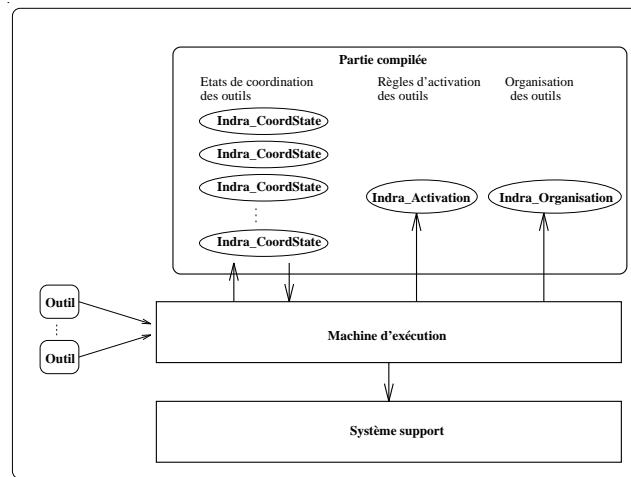 Partie compilée
Etats de coordination
des outils
Règles d'activation
des outils
Organisation
des outils
Indra_CoordState
Indra_CoordState
Indra_CoordState
Indra_Activation
Indra_Organisation
Indra_CoordState
Outil
Outil
Machine d'exécution
Système support